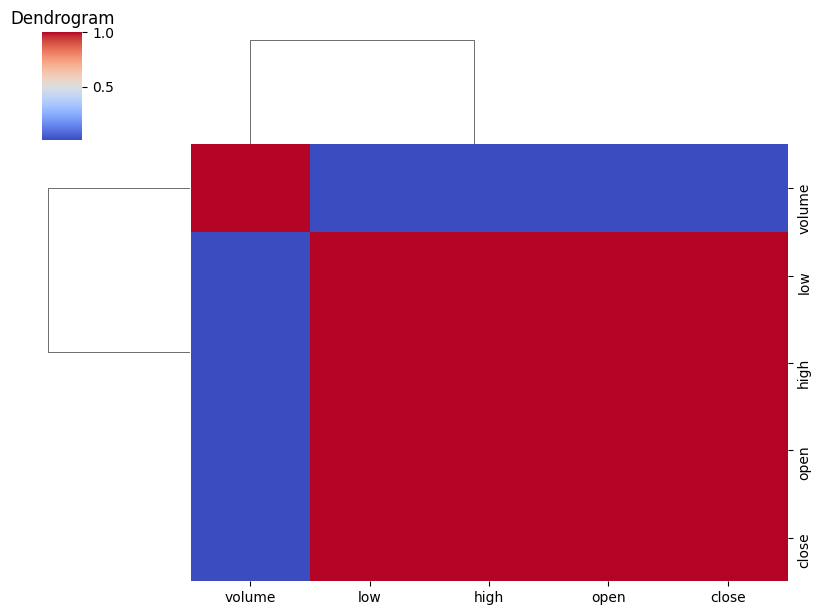 Dendrogram
1.0
0.5
volume
low
high
open
close
volume low high open close